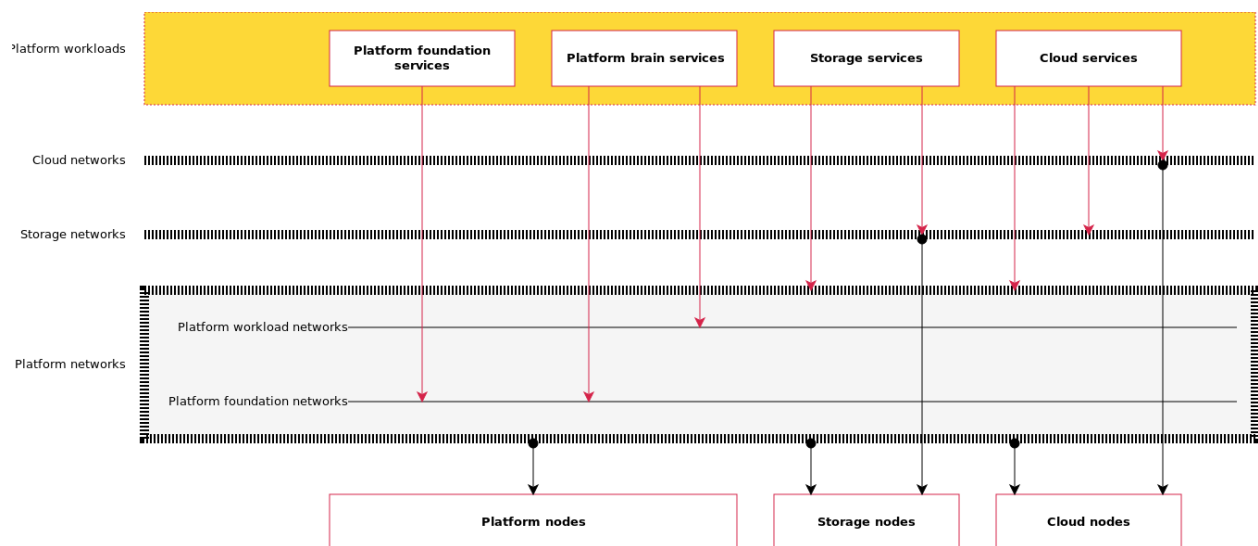 Platform workloads
Platform foundation
services
Platform brain services
Storage services
Cloud services
Cloud networks
Storage networks
Platform workload networks
Platform networks
Platform foundation networks
Platform nodes
Storage nodes
Cloud nodes